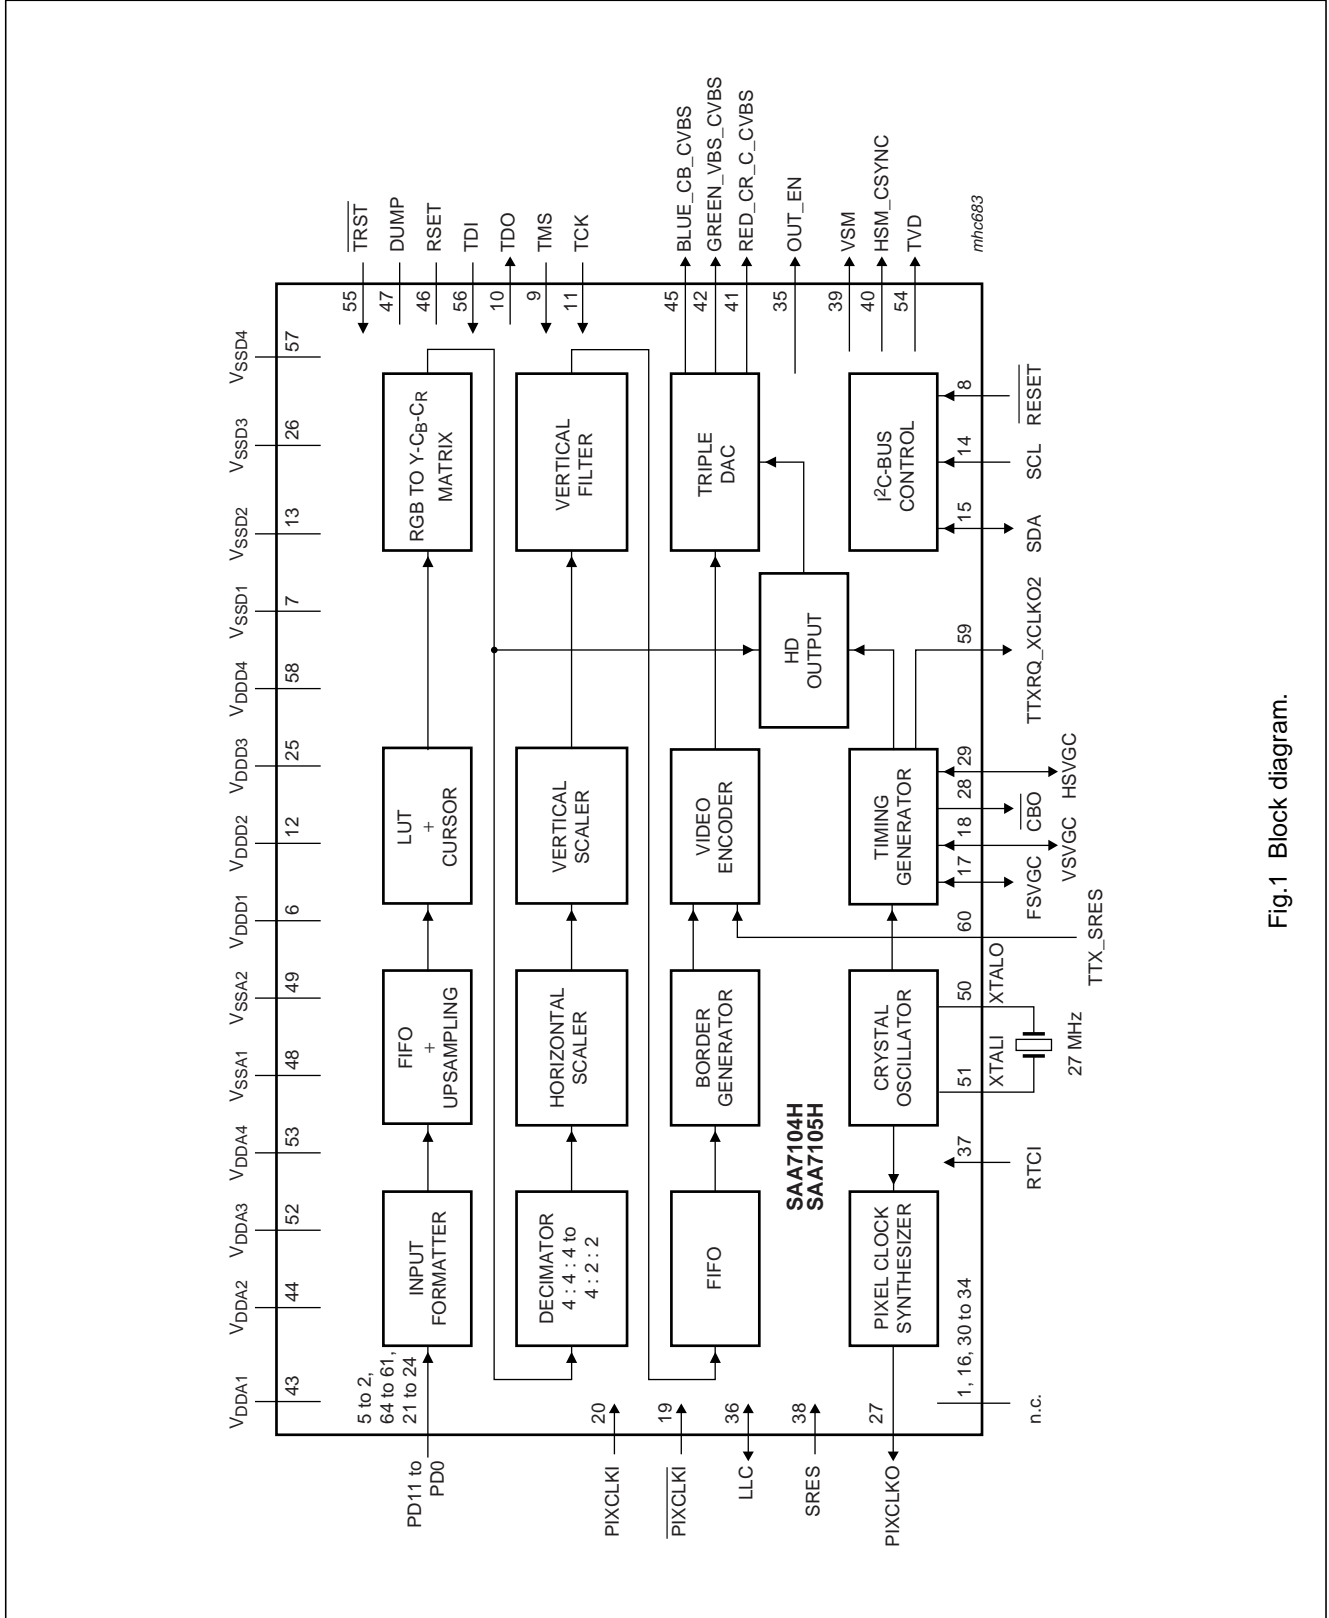 VDDA1
VDDA2
VDDA3
VDDA4
VSSA1
VSSA2
VDDD1
VDDD2
VDDD3
VDDD4
VSSD1
VSSD2
VSSD3
VSSD4
43
44
52
53
48
49
6
12
25
58
7
13
26
57
PD11 to
PD0
5 to 2,
64 to 61,
21 to 24
INPUT
FORMATTER
FIFO
+
UPSAMPLING
LUT
+
CURSOR
RGB TO Y-CB-CR
MATRIX
55
TRST
47
DUMP
46
RSET
56
TDI
10
TDO
9
TMS
11
TCK
DECIMATOR
4 : 4 : 4 to
4 : 2 : 2
HORIZONTAL
SCALER
VERTICAL
SCALER
VERTICAL
FILTER
PIXCLKI
20
PIXCLKI
19
LLC
36
SRES
38
PIXCLKO
27
FIFO
BORDER
GENERATOR
VIDEO
ENCODER
TRIPLE
DAC
45
BLUE_CB_CVBS
42
GREEN_VBS_CVBS
41
RED_CR_C_CVBS
35
OUT_EN
HD
OUTPUT
SAA7104H
SAA7105H
PIXEL CLOCK
SYNTHESIZER
CRYSTAL
OSCILLATOR
TIMING
GENERATOR
I2C-BUS
CONTROL
39
VSM
40
HSM_CSYNC
54
TVD
1, 16, 30 to 34
n.c.
37
RTCI
51
XTALI
50
XTALO
27 MHz
60
TTX_SRES
17
FSVGC
18
VSVGC
28
CBO
29
HSVGC
59
TTXRQ_XCLKO2
15
SDA
14
SCL
8
RESET
mhc683
Fig.1 Block diagram.